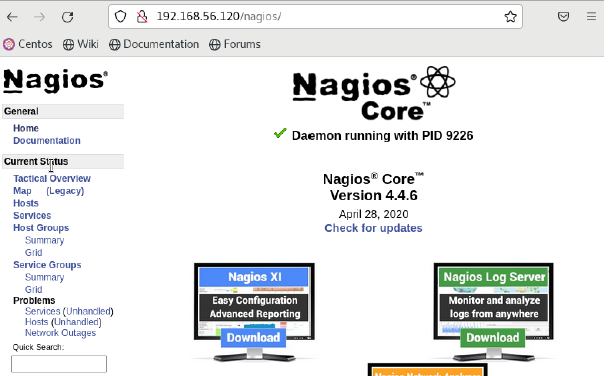 192.168.56.120/nagios/
Centos Wiki Documentation Forums
Nagios®
General
Home
Documentation
Current Status
Tactical Overview
Map (Legacy)
Hosts
Services
Host Groups
Summary
Grid
Service Groups
Summary
Grid
Problems
Services (Unhandled)
Hosts (Unhandled)
Network Outages
Quick Search:
Nagios®
Core™
Daemon running with PID 9226
Nagios® Core™
Version 4.4.6
April 28, 2020
Check for updates
Nagios XI
Easy Configuration
Advanced Reporting
Download
Nagios Log Server
Monitor and analyze
logs from anywhere
Download